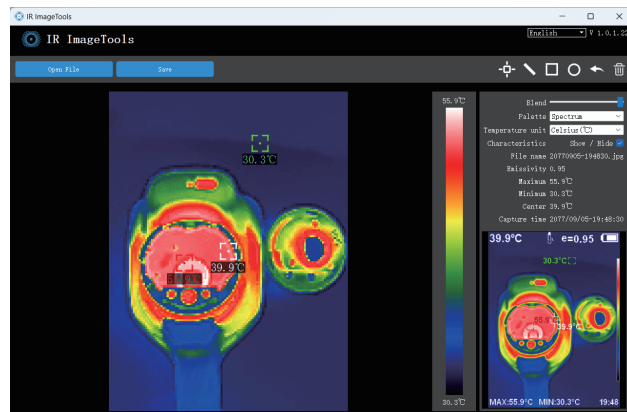 IR ImageTools
IR ImageTools
English
V 1.0.1.22
Open File
Save
55.9℃
30.3℃
39.9℃
30.3℃
Blend
Palette Spectrum
Temperature unit Celsius(℃)
Characteristics Show / Hide
File name 20770905-194830.jpg
Emissivity 0.95
Maximum 55.9℃
Minimum 30.3℃
Center 39.9℃
Capture time 2077/09/05-19:48:30
39.9°C e=0.95
30.3°C
55.9°C
39.9°C
MAX:55.9°C MIN:30.3°C 19:48